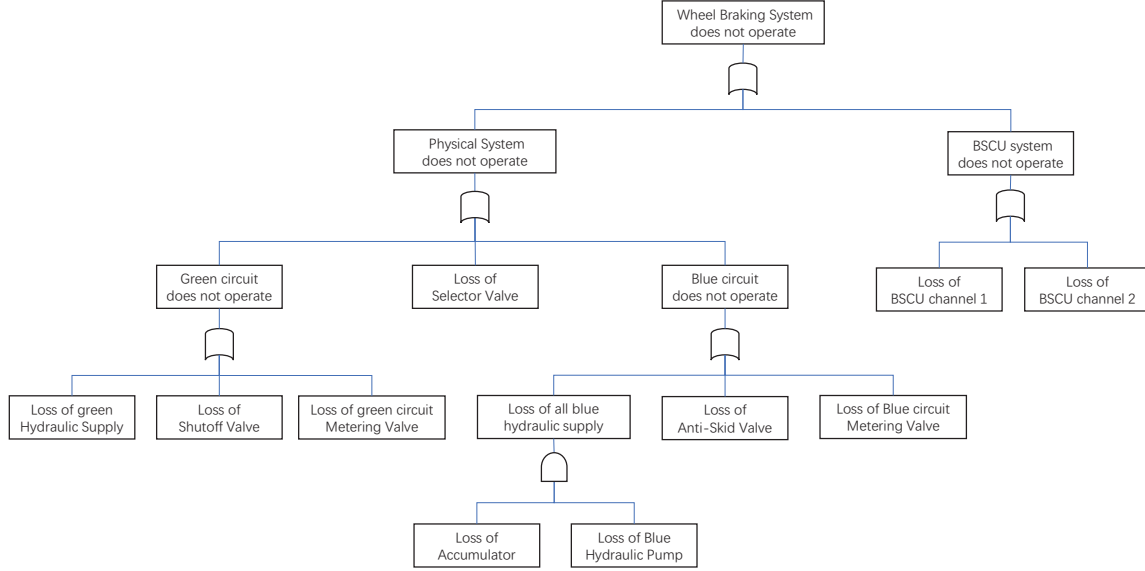 Wheel Braking System
does not operate
Physical System
does not operate
BSCU system
does not operate
Green circuit
does not operate
Loss of
Selector Valve
Blue circuit
does not operate
Loss of
BSCU channel 1
Loss of
BSCU channel 2
Loss of green
Hydraulic Supply
Loss of
Shutoff Valve
Loss of green circuit
Metering Valve
Loss of all blue
hydraulic supply
Loss of
Anti-Skid Valve
Loss of Blue circuit
Metering Valve
Loss of
Accumulator
Loss of Blue
Hydraulic Pump